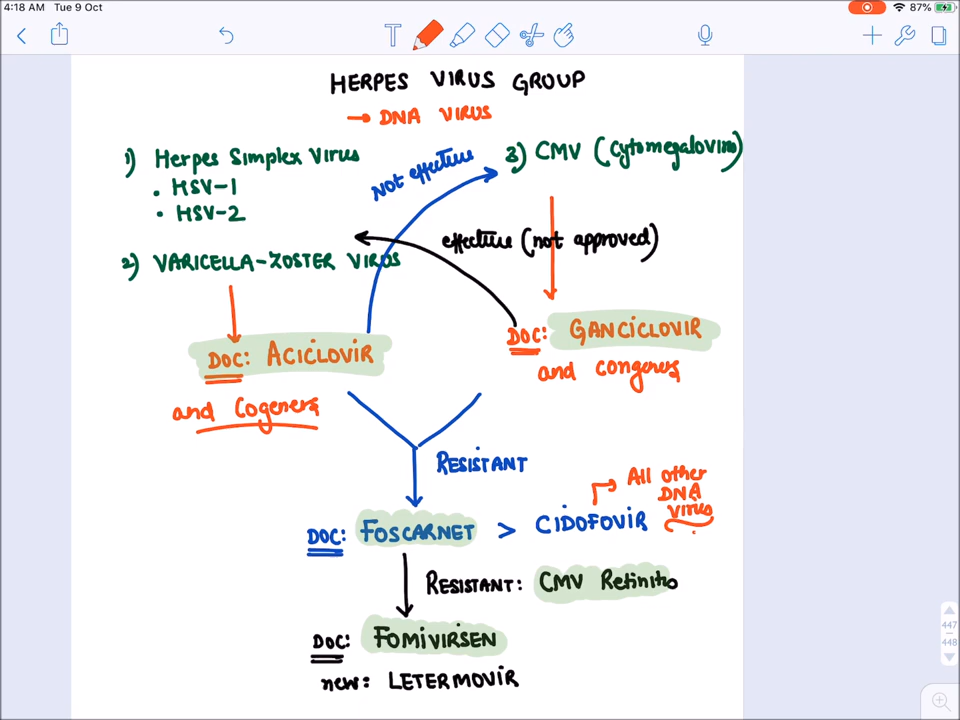 4:18 AM Tue 9 Oct
87%
HERPES VIRUS GROUP
→ DNA VIRUS
1) Herpes Simplex Virus
• HSV-1
• HSV-2
2) VARICELLA-ZOSTER VIRUS
DOC: ACICLOVIR
and Cogeners
Not effective
3) CMV (Cytomegalovirus)
effective (not approved)
DOC: GANCICLOVIR
and congeners
RESISTANT
DOC: FOSCARNET > CIDOFOVIR
All other
DNA
virus
RESISTANT: CMV Retinitis
DOC: FOMIVIRSEN
new: LETERMOVIR
447
448